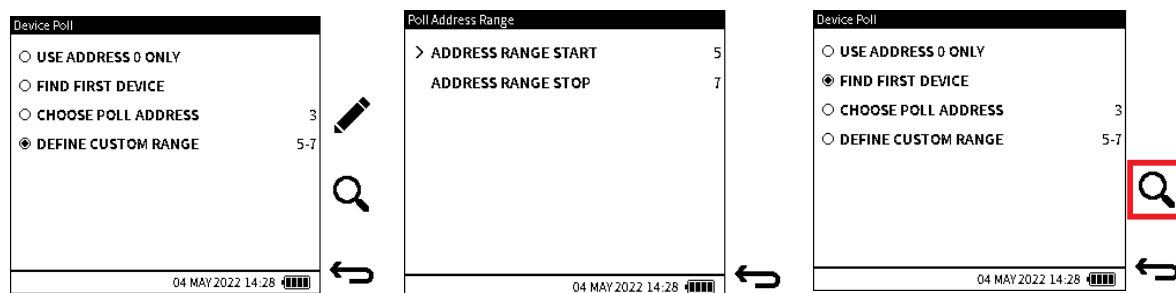 Device Poll
USE ADDRESS 0 ONLY
FIND FIRST DEVICE
CHOOSE POLL ADDRESS 3
DEFINE CUSTOM RANGE 5-7
04 MAY 2022 14:28
Poll Address Range
> ADDRESS RANGE START 5
ADDRESS RANGE STOP 7
04 MAY 2022 14:28
Device Poll
USE ADDRESS 0 ONLY
FIND FIRST DEVICE
CHOOSE POLL ADDRESS 3
DEFINE CUSTOM RANGE 5-7
04 MAY 2022 14:28